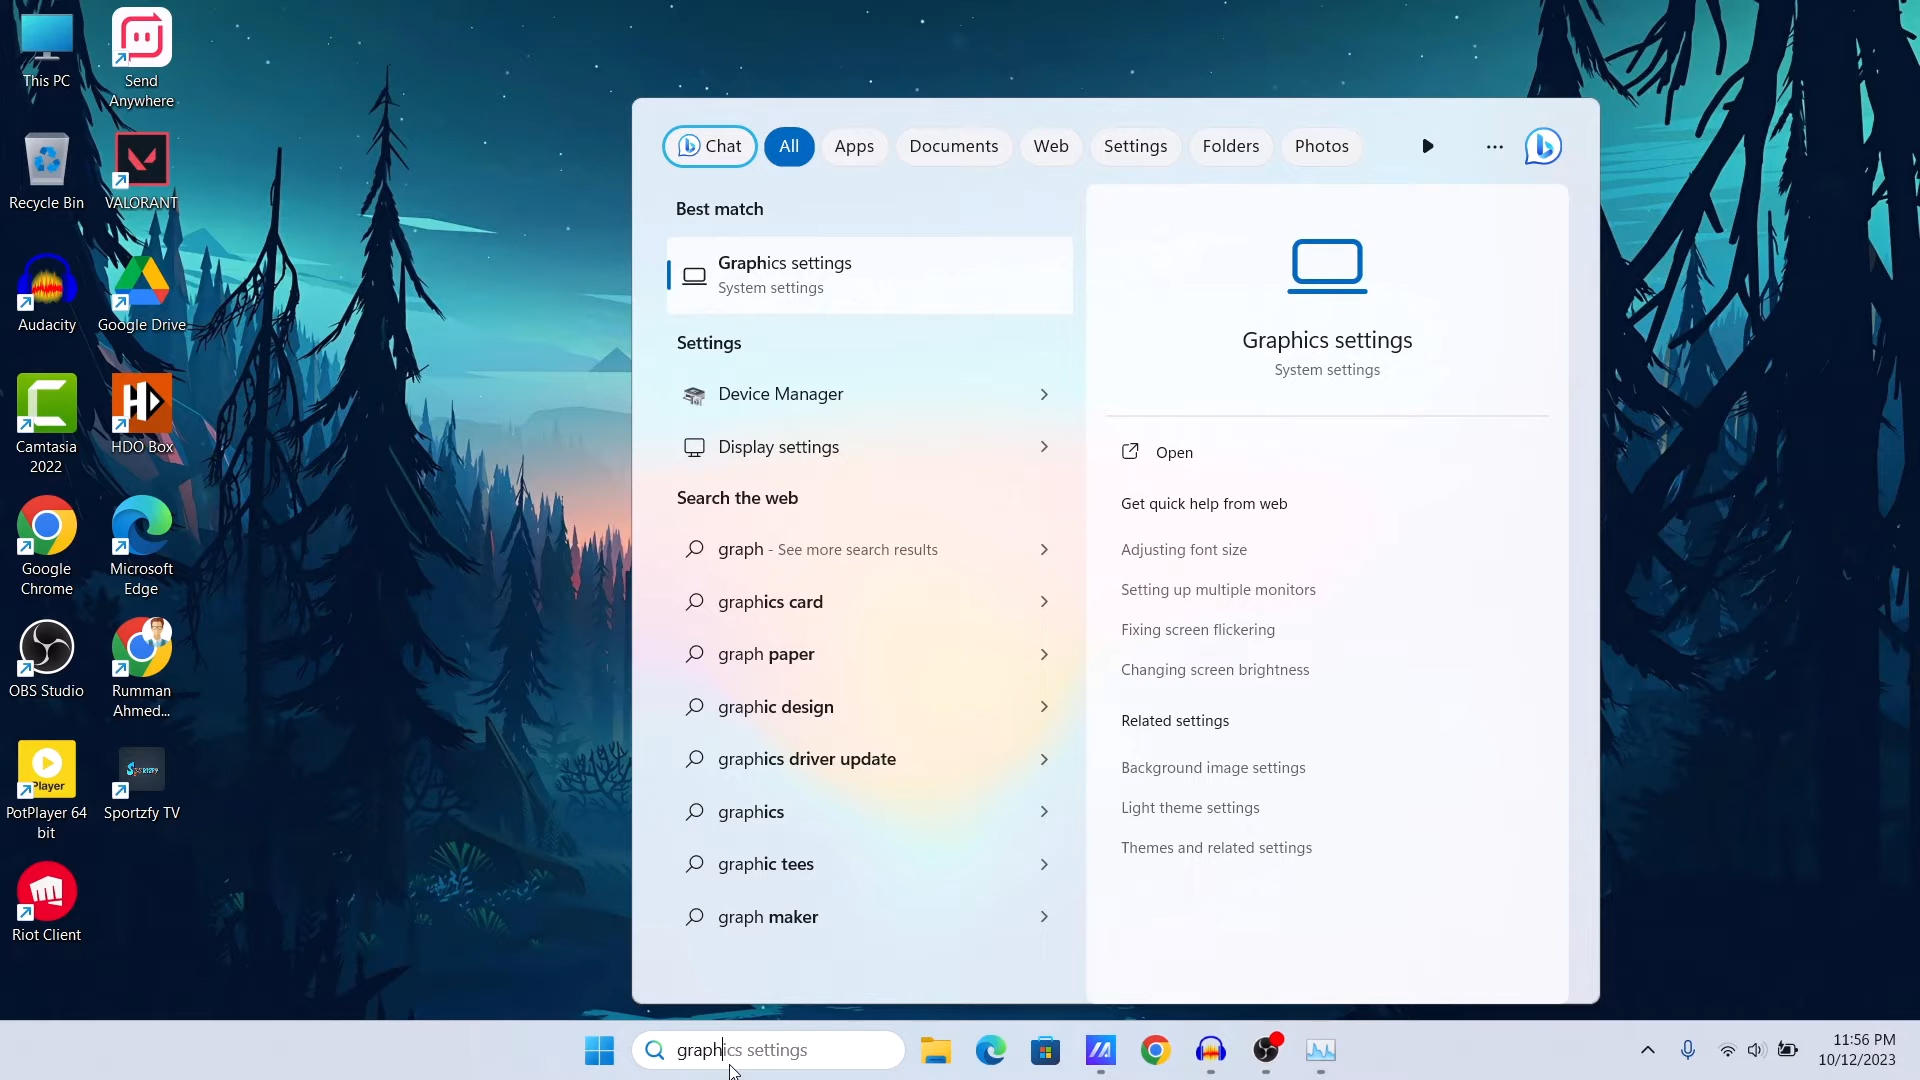 This PC
Send
Anywhere
Recycle Bin
VALORANT
Audacity
Google Drive
Camtasia
2022
HDO Box
Google
Chrome
Microsoft
Edge
OBS Studio
Rumman
Ahmed...
Player
PotPlayer 64
bit
Sportzfy TV
Riot Client
Chat
All
Apps
Documents
Web
Settings
Folders
Photos
Best match
Graphics settings
System settings
Settings
Device Manager
Display settings
Search the web
graph - See more search results
graphics card
graph paper
graphic design
graphics driver update
graphics
graphic tees
graph maker
Graphics settings
System settings
Open
Get quick help from web
Adjusting font size
Setting up multiple monitors
Fixing screen flickering
Changing screen brightness
Related settings
Background image settings
Light theme settings
Themes and related settings
graphics settings
11:56 PM
10/12/2023